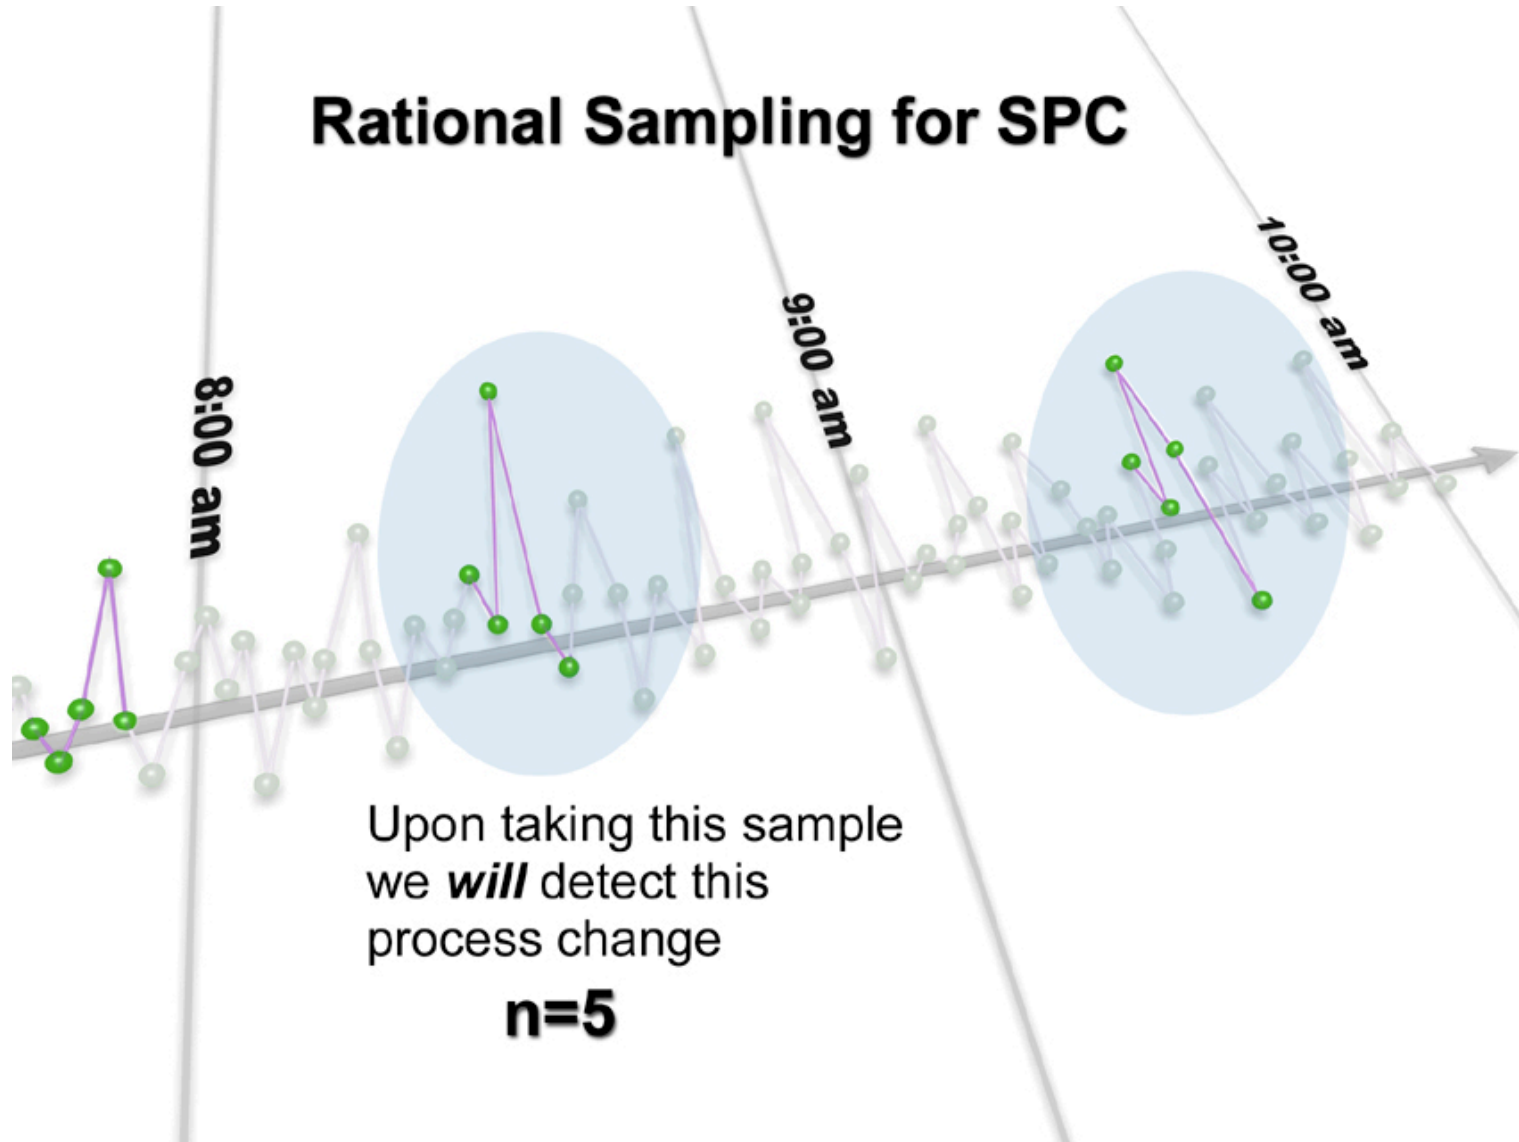 Rational Sampling for SPC
8:00 am
9:00 am
10:00 am
Upon taking this sample
we will detect this
process change
n=5